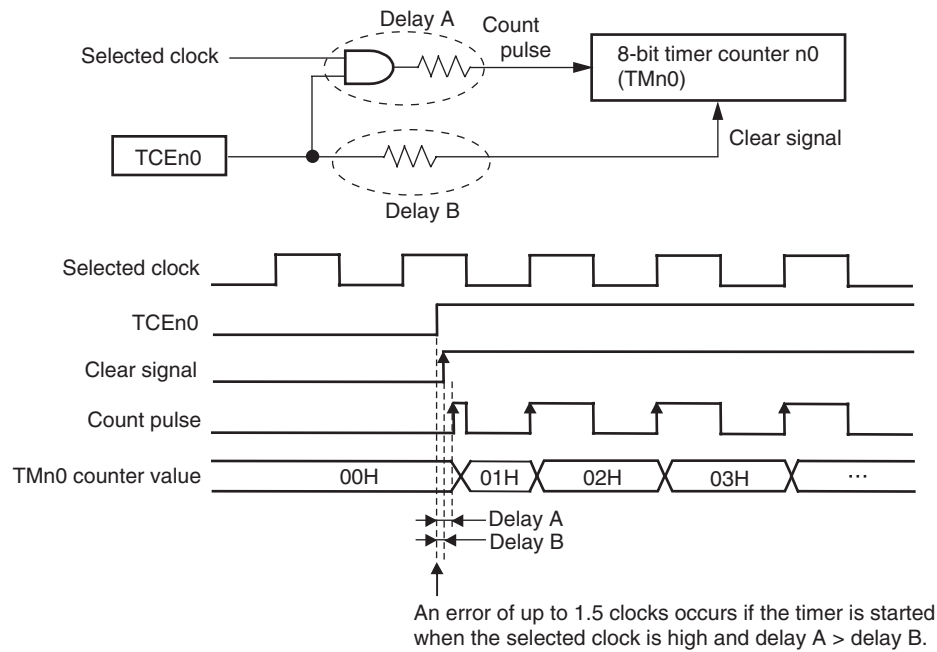 Delay A
Count
pulse
Selected clock
8-bit timer counter n0
(TMn0)
Clear signal
TCEn0
Delay B
Selected clock
TCEn0
Clear signal
Count pulse
TMn0 counter value
00H
01H
02H
03H
...
Delay A
Delay B
An error of up to 1.5 clocks occurs if the timer is started
when the selected clock is high and delay A > delay B.